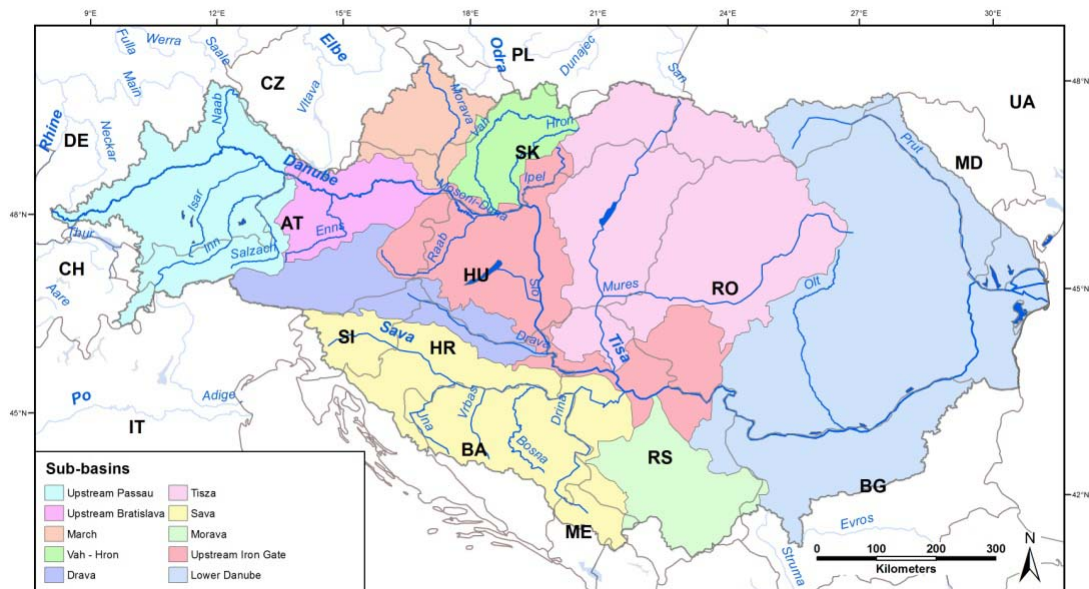 9°E 12°E 15°E 18°E 21°E 24°E 27°E 30°E
Fulla
Werra
Saale
Elbe
Odra
PL
Dunajec
San
48°N
UA
CZ
Vltava
Main
Naab
Morava
Vah
Hron
SK
Rhine
DE
Neckar
Prut
MD
Danube
Ipel
Mosoni-Duna
48°N
Isar
AT
Enns
Thur
Inn
Salzach
Raab
HU
Sio
CH
Aare
Mures
RO
Olt
45°N
Sava
SI
HR
Drava
Tisa
Po
Adige
45°N
IT
Una
Vrbas
Bosna
Drina
BA
RS
BG
42°N
ME
Evros
Struma
Sub-basins
Upstream Passau
Upstream Bratislava
March
Vah - Hron
Drava
Tisza
Sava
Morava
Upstream Iron Gate
Lower Danube
0 100 200 300
Kilometers
N